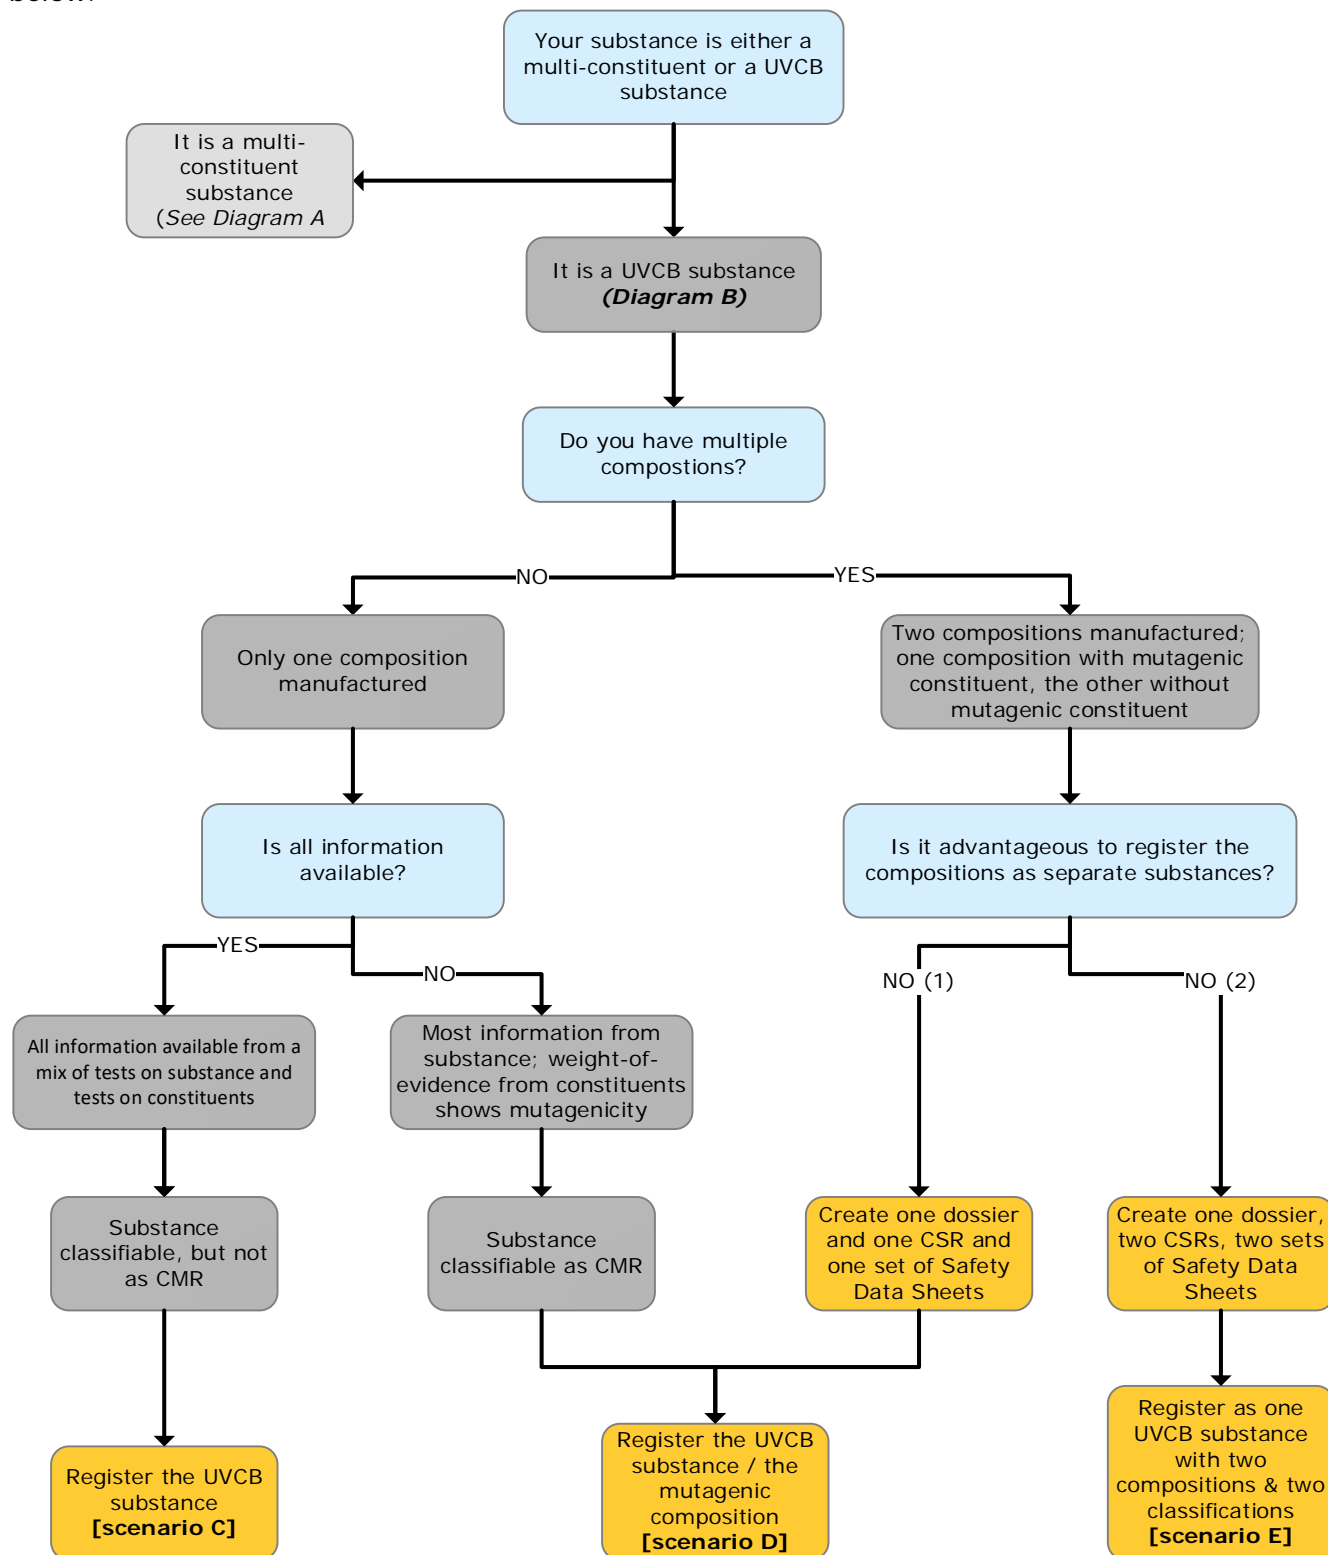 below.
Your substance is either a
multi-constituent or a UVCB
substance
It is a multi-
constituent
substance
(See Diagram A
It is a UVCB substance
(Diagram B)
Do you have multiple
compostions?
NO
YES
Only one composition
manufactured
Two compositions manufactured;
one composition with mutagenic
constituent, the other without
mutagenic constituent
Is all information
available?
Is it advantageous to register the
compositions as separate substances?
YES
NO
NO (1)
NO (2)
All information available from a
mix of tests on substance and
tests on constituents
Most information from
substance; weight-of-
evidence from constituents
shows mutagenicity
Substance
classifiable, but not
as CMR
Substance
classifiable as CMR
Create one dossier
and one CSR and
one set of Safety
Data Sheets
Create one dossier,
two CSRs, two sets
of Safety Data
Sheets
Register the UVCB
substance
[scenario C]
Register the UVCB
substance / the
mutagenic
composition
[scenario D]
Register as one
UVCB substance
with two
compositions & two
classifications
[scenario E]